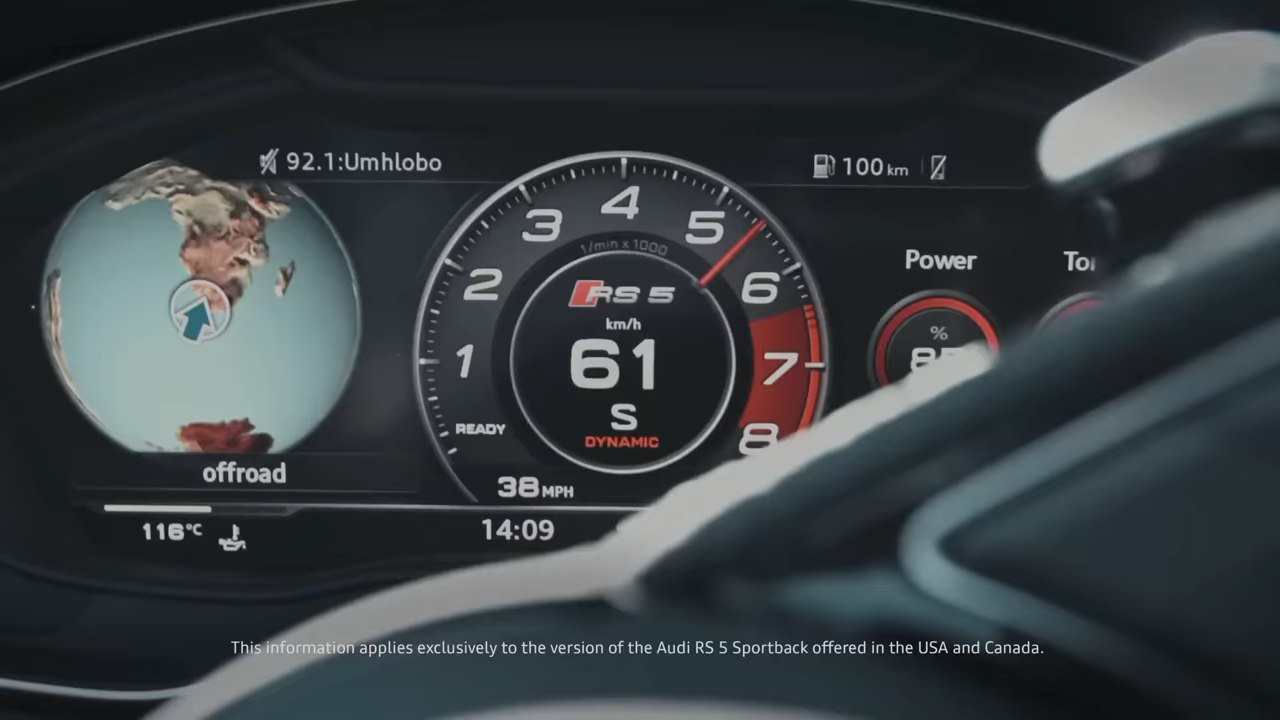 92.1:Umhlobo
100 km
4
3
5
1/min x 1000
2
6
RS 5
km/h
Power
%
61
1
7
S
READY
DYNAMIC
8
offroad
38 MPH
116°C
14:09
This information applies exclusively to the version of the Audi RS 5 Sportback offered in the USA and Canada.